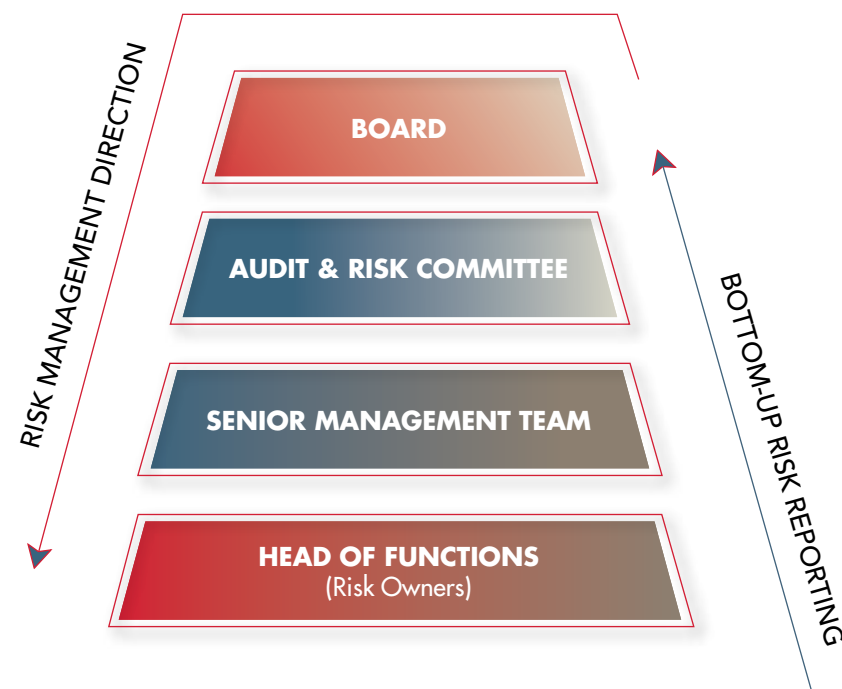 RISK MANAGEMENT DIRECTION
BOARD
AUDIT & RISK COMMITTEE
SENIOR MANAGEMENT TEAM
HEAD OF FUNCTIONS
(Risk Owners)
BOTTOM-UP RISK REPORTING